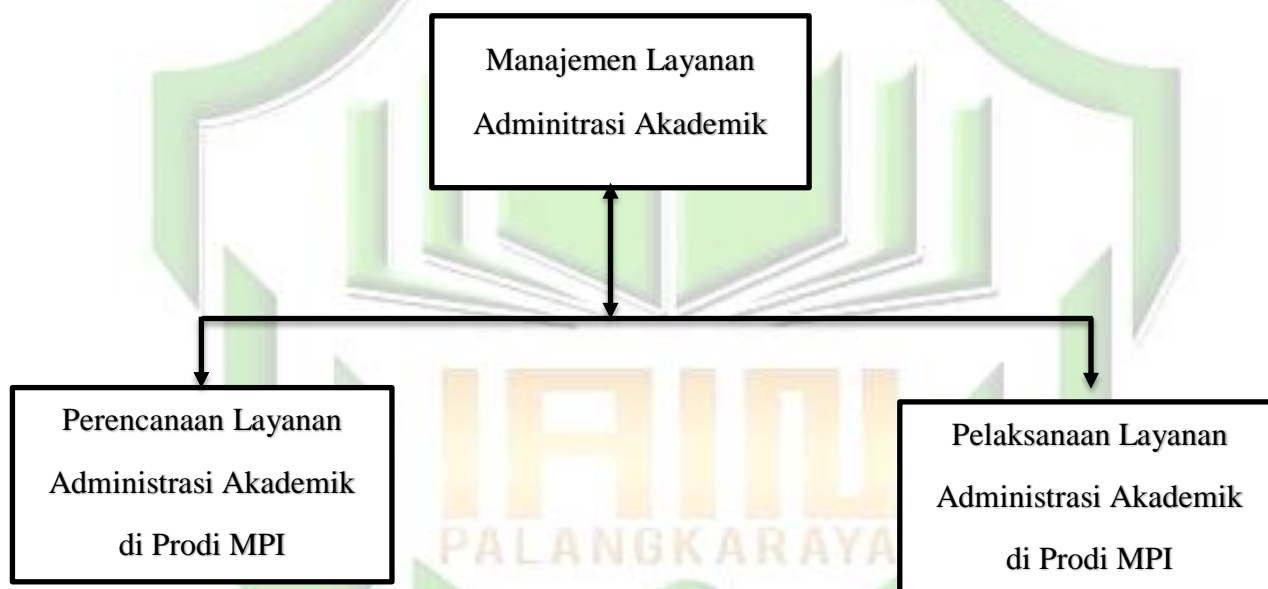 Manajemen Layanan
Adminitrasi Akademik
Perencanaan Layanan
Administrasi Akademik
di Prodi MPI
Pelaksanaan Layanan
Administrasi Akademik
di Prodi MPI
IAIN
PALANGKARAYA